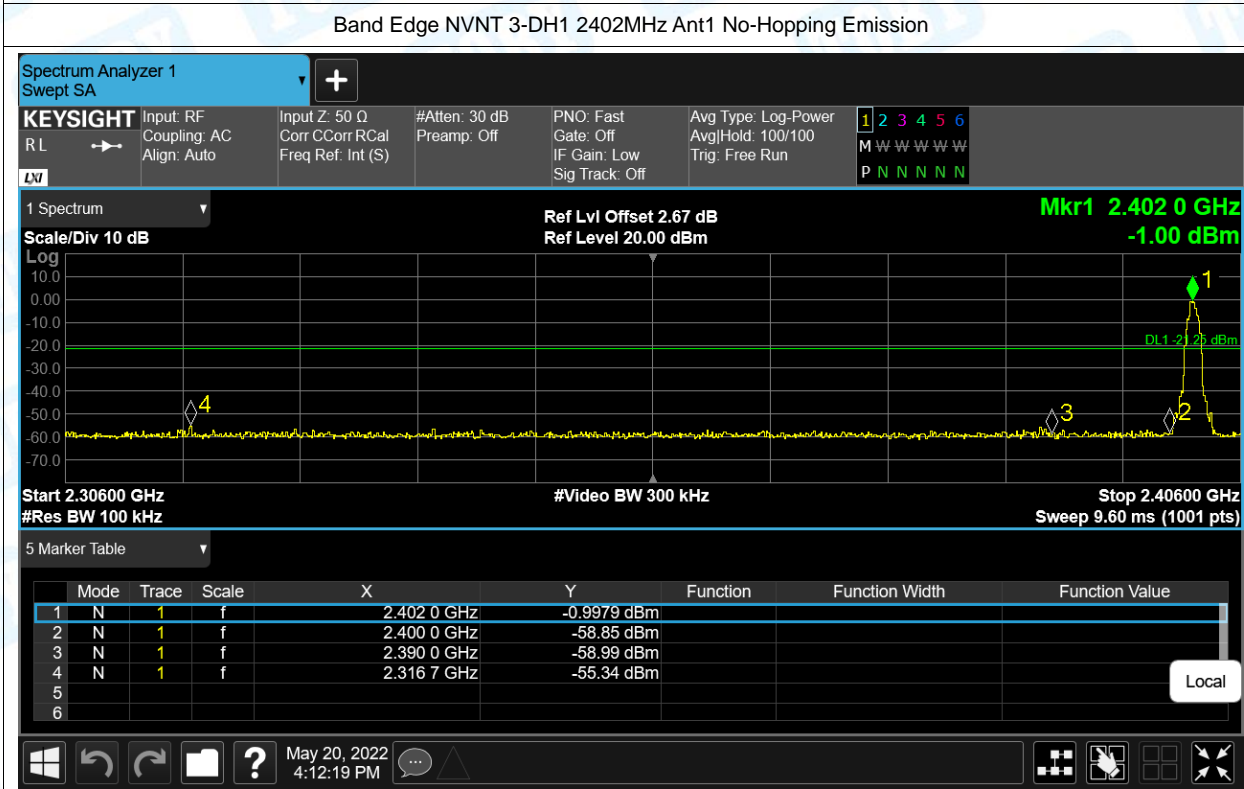 Band Edge NVNT 3-DH1 2402MHz Ant1 No-Hopping Emission
Spectrum Analyzer 1
Swept SA
+
KEYSIGHT Input: RF Input Z: 50 Ω #Atten: 30 dB PNO: Fast Avg Type: Log-Power 1 2 3 4 5 6
RL Coupling: AC Corr CCorr RCal Preamp: Off Gate: Off Avg|Hold: 100/100 M W W W W W
Align: Auto Freq Ref: Int (S) IF Gain: Low Trig: Free Run
LXI Sig Track: Off P N N N N N
1 Spectrum Ref Lvl Offset 2.67 dB Mkr1 2.402 0 GHz
Scale/Div 10 dB Ref Level 20.00 dBm -1.00 dBm
Log
10.0 1
0.00
-10.0
-20.0 DL1 -21.25 dBm
-30.0
-40.0
-50.0 4 3 2
-60.0
-70.0
Start 2.30600 GHz #Video BW 300 kHz Stop 2.40600 GHz
#Res BW 100 kHz Sweep 9.60 ms (1001 pts)
5 Marker Table
Mode Trace Scale X Y Function Function Width Function Value
1 N 1 f 2.402 0 GHz -0.9979 dBm
2 N 1 f 2.400 0 GHz -58.85 dBm
3 N 1 f 2.390 0 GHz -58.99 dBm
4 N 1 f 2.316 7 GHz -55.34 dBm
5
6
Local
? May 20, 2022
4:12:19 PM